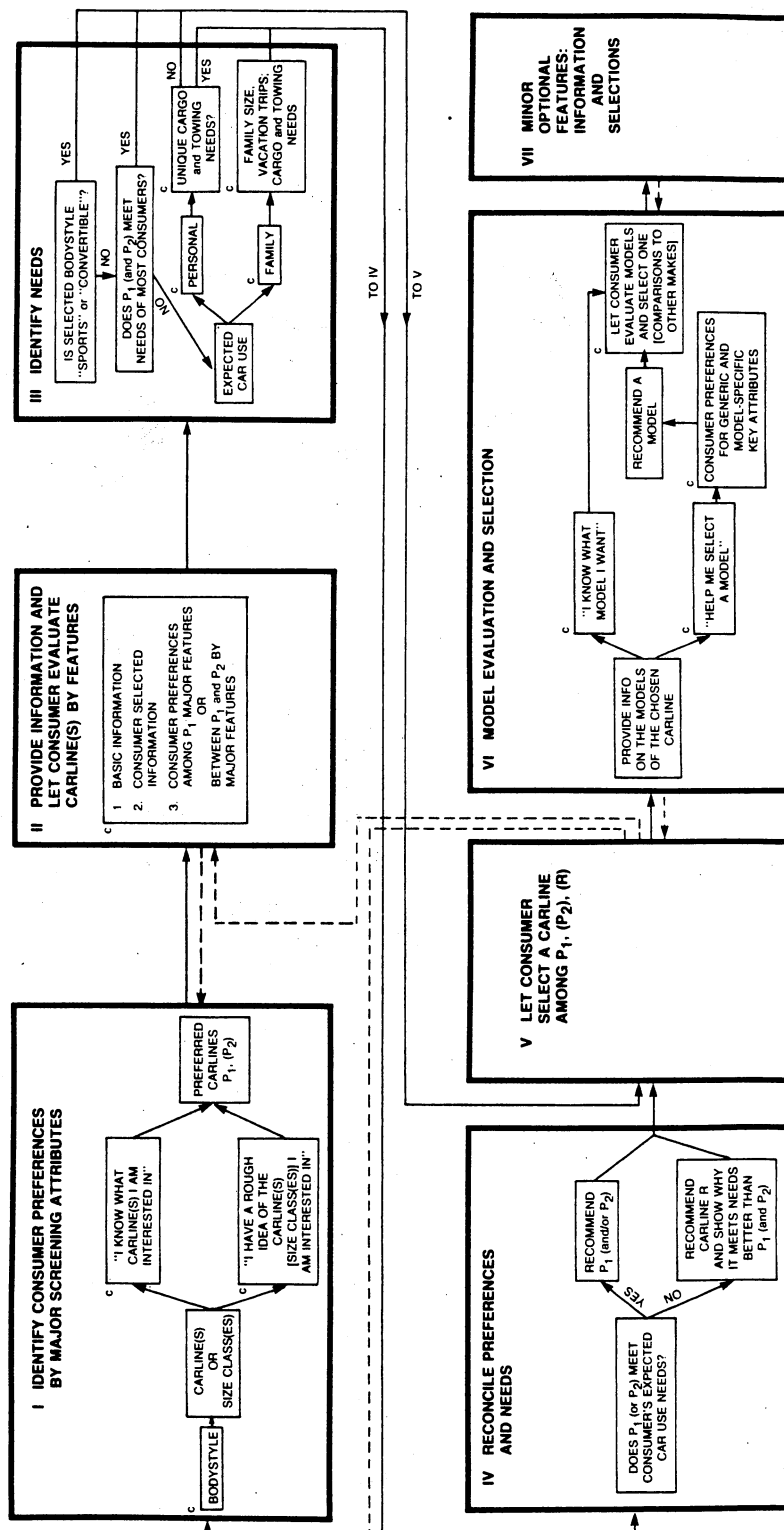 I IDENTIFY CONSUMER PREFERENCES
BY MAJOR SCREENING ATTRIBUTES
C
BODYSTYLE
CARLINE(S)
OR
SIZE CLASS(ES)
C
"I KNOW WHAT
CARLINE(S) I AM
INTERESTED IN"
C
"I HAVE A ROUGH
IDEA OF THE
CARLINE(S)
[SIZE CLASS(ES)] I
AM INTERESTED IN"
PREFERRED
CARLINES
P1, (P2)
II PROVIDE INFORMATION AND
LET CONSUMER EVALUATE
CARLINE(S) BY FEATURES
C
1 BASIC INFORMATION
2. CONSUMER SELECTED
INFORMATION
3. CONSUMER PREFERENCES
AMONG P1 MAJOR FEATURES
OR
BETWEEN P1 and P2 BY
MAJOR FEATURES
III IDENTIFY NEEDS
IS SELECTED BODYSTYLE
"SPORTS" or "CONVERTIBLE"?
YES
NO
DOES P1 (and P2) MEET
NEEDS OF MOST CONSUMERS?
YES
NO
EXPECTED
CAR USE
C
PERSONAL
C
FAMILY
C
UNIQUE CARGO
and TOWING
NEEDS?
NO
YES
C
FAMILY SIZE,
VACATION TRIPS;
CARGO and TOWING
NEEDS
TO IV
TO V
IV RECONCILE PREFERENCES
AND NEEDS
DOES P1 (or P2) MEET
CONSUMER'S EXPECTED
CAR USE NEEDS?
YES
NO
RECOMMEND
P1 (and/or P2)
RECOMMEND
CARLINE R
AND SHOW WHY
IT MEETS NEEDS
BETTER THAN
P1 (and P2)
V LET CONSUMER
SELECT A CARLINE
AMONG P1, (P2), (R)
VI MODEL EVALUATION AND SELECTION
PROVIDE INFO
ON THE MODELS
OF THE CHOSEN
CARLINE
C
"I KNOW WHAT
MODEL I WANT"
C
"HELP ME SELECT
A MODEL"
C
CONSUMER PREFERENCES
FOR GENERIC AND
MODEL-SPECIFIC
KEY ATTRIBUTES
RECOMMEND A
MODEL
C
LET CONSUMER
EVALUATE MODELS
AND SELECT ONE
[COMPARISONS TO
OTHER MAKES]
VII MINOR
OPTIONAL
FEATURES:
INFORMATION
AND
SELECTIONS